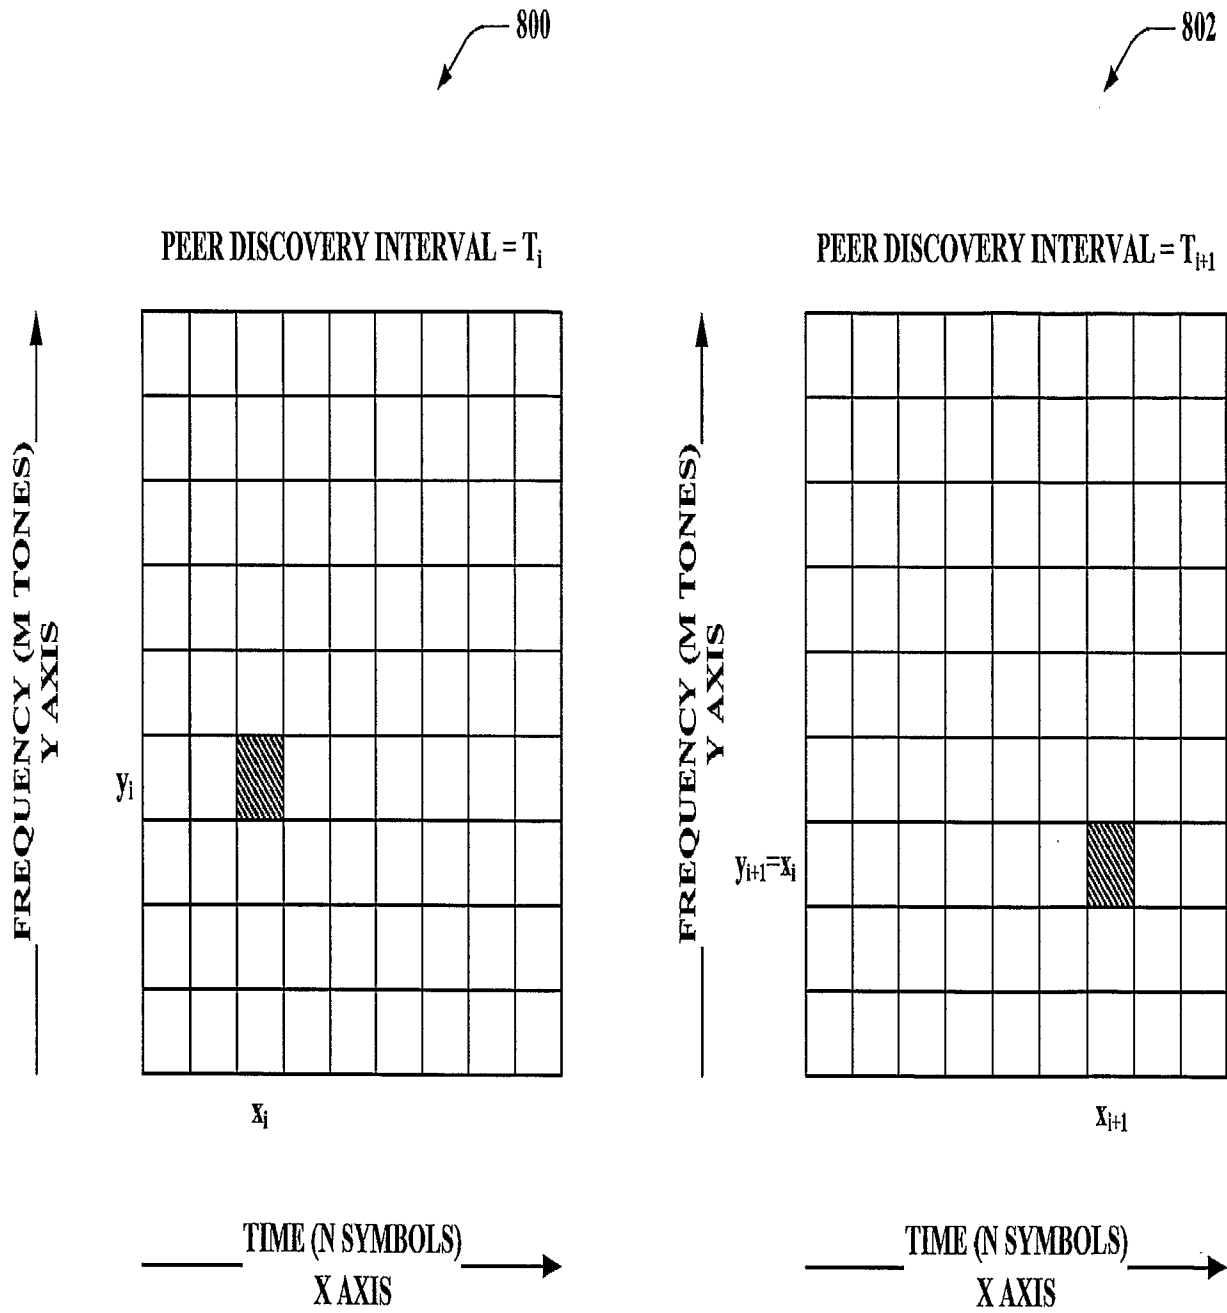 800
802
PEER DISCOVERY INTERVAL = Ti
PEER DISCOVERY INTERVAL = Ti+1
FREQUENCY (M TONES)
Y AXIS
yi
xi
TIME (N SYMBOLS)
X AXIS
FREQUENCY (M TONES)
Y AXIS
yi+1=xi
xi+1
TIME (N SYMBOLS)
X AXIS